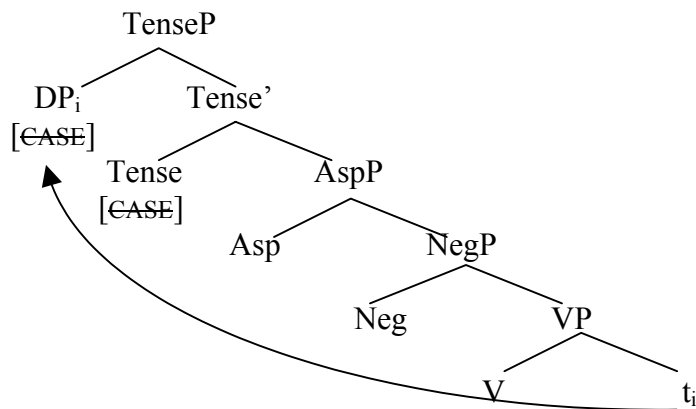 TenseP
DPᵢ Tense’
[CASE]
Tense AspP
[CASE]
Asp NegP
Neg VP
V tᵢ